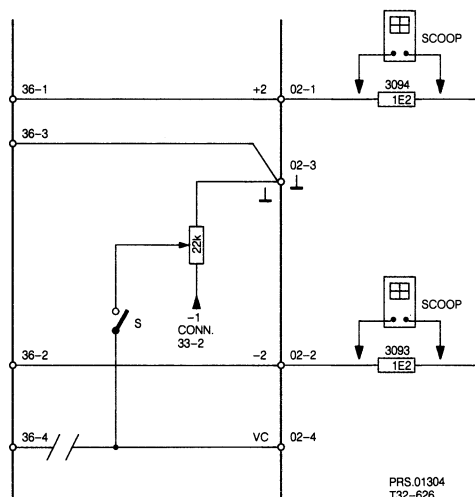 SCOOP
3094
36-1
+2
02-1
1E2
36-3
02-3
22k
S
-1
CONN.
33-2
SCOOP
3093
36-2
-2
02-2
1E2
36-4
VC
02-4
PRS.01304
T32-626